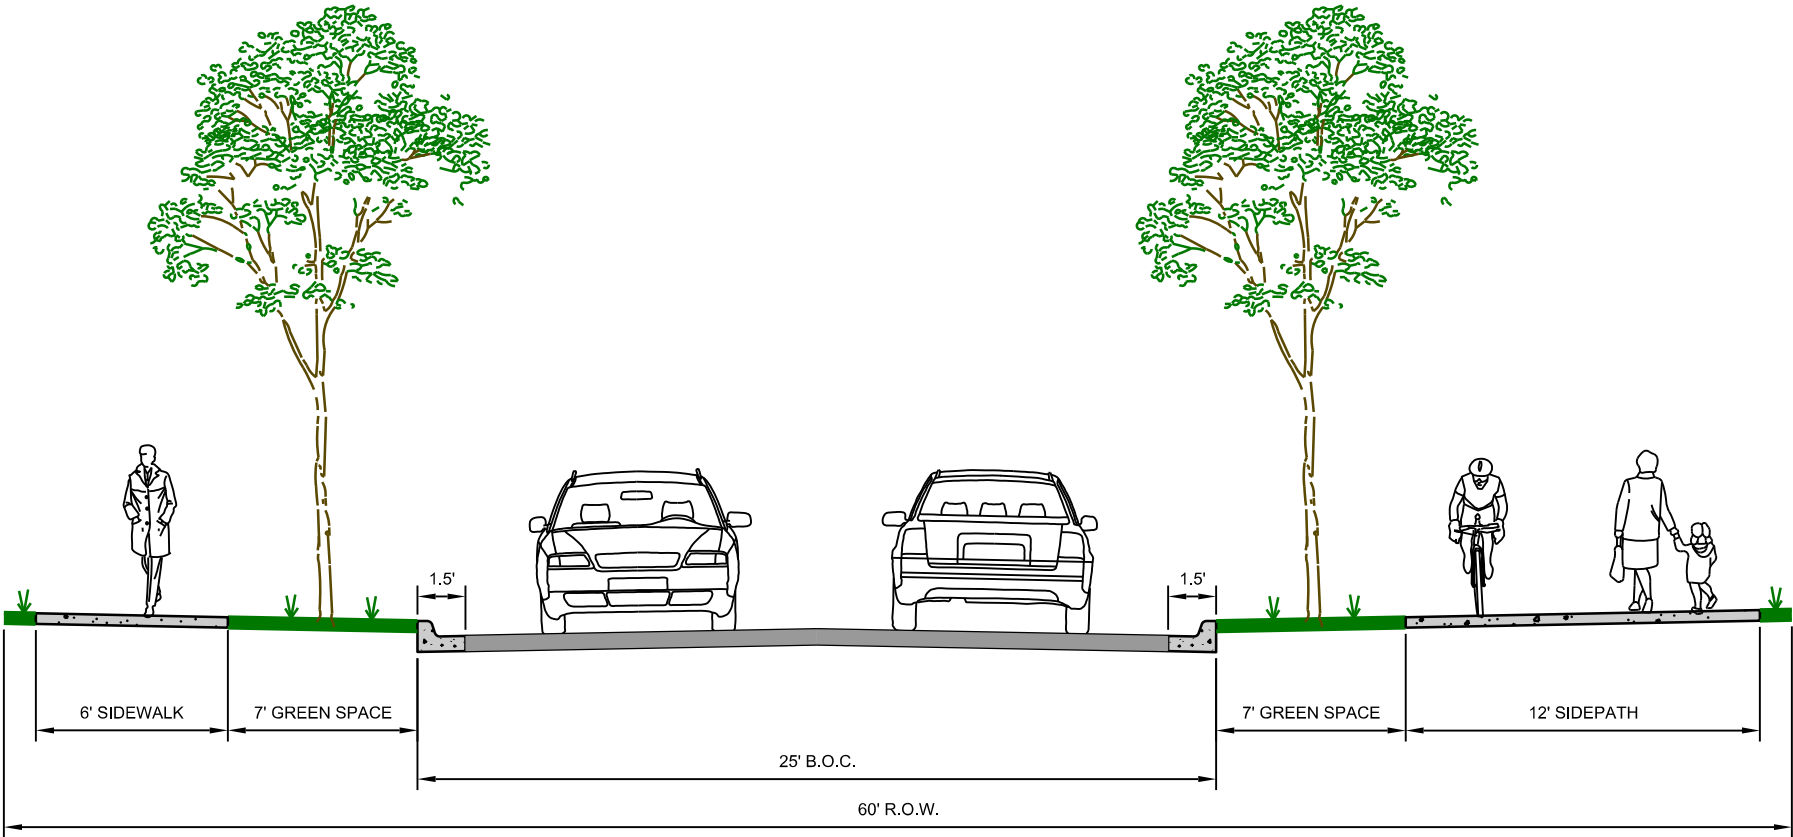 1.5'
1.5'
6' SIDEWALK
7' GREEN SPACE
7' GREEN SPACE
12' SIDEPATH
25' B.O.C.
60' R.O.W.